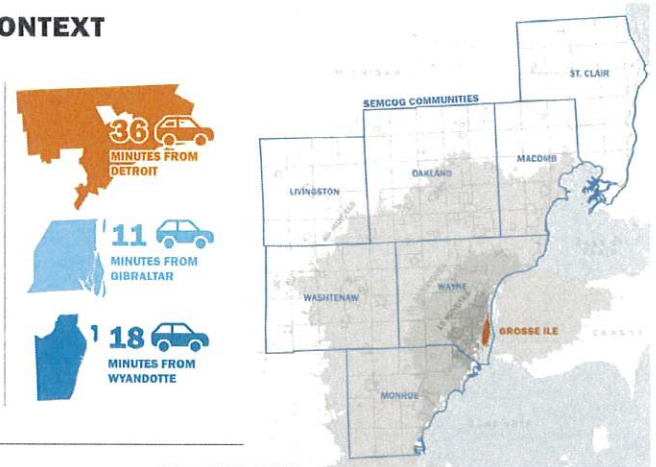 ONTEXT
36
MINUTES FROM
DETROIT
11
MINUTES FROM
GIBRALTAR
18
MINUTES FROM
WYANDOTTE
ST. CLAIR
SEMCOG COMMUNITIES
MACOMB
OAKLAND
LIVINGSTON
WAYNE
WASHTENAW
GROSSE ILE
MONROE